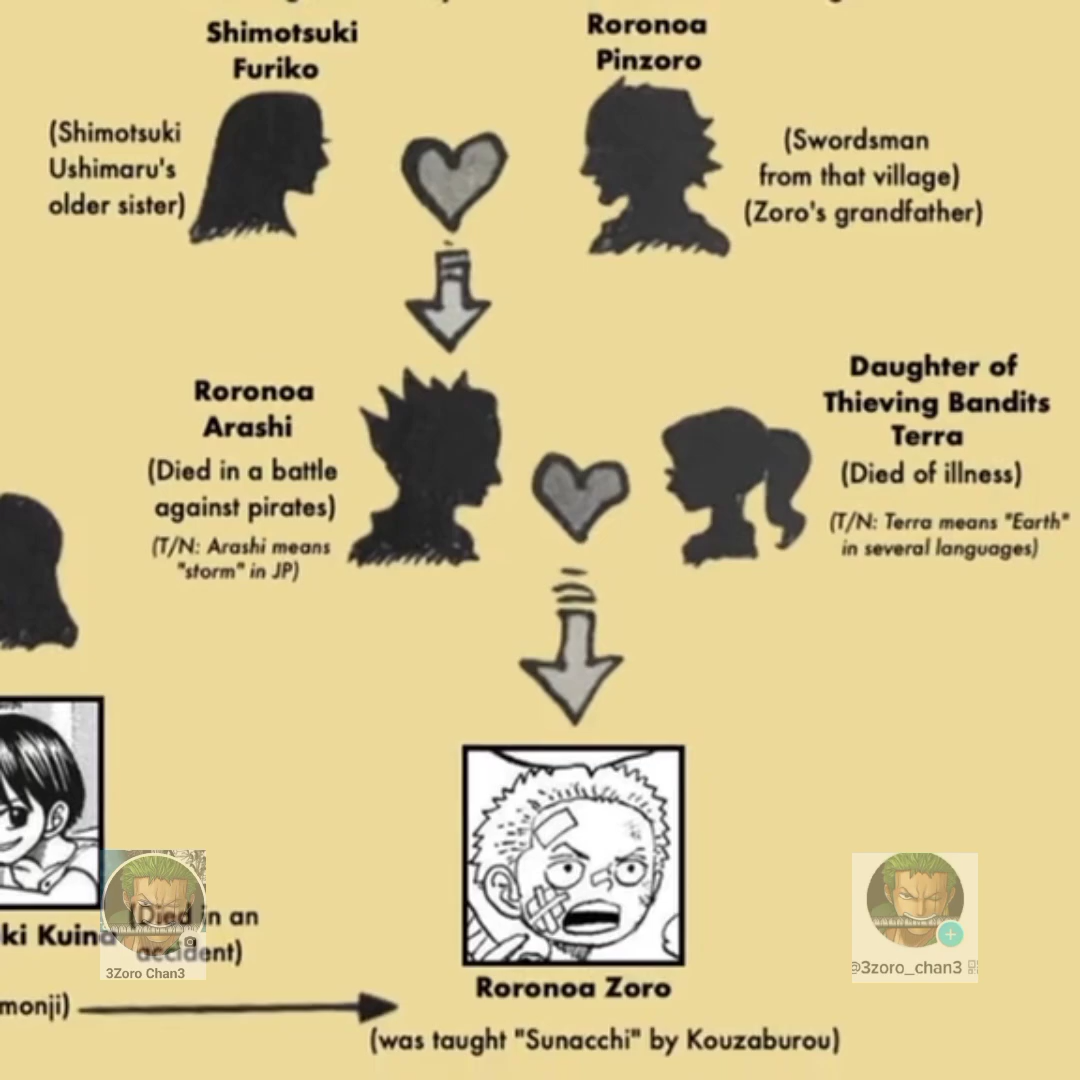 Shimotsuki
Furiko
Roronoa
Pinzoro
(Shimotsuki
Ushimaru's
older sister)
(Swordsman
from that village)
(Zoro's grandfather)
Roronoa
Arashi
(Died in a battle
against pirates)
(T/N: Arashi means
"storm" in JP)
Daughter of
Thieving Bandits
Terra
(Died of illness)
(T/N: Terra means "Earth"
in several languages)
ki Kuina
(Died in an
accident)
3Zoro Chan3
@3zoro_chan3
monji)
Roronoa Zoro
(was taught "Sunacchi" by Kouzaburou)